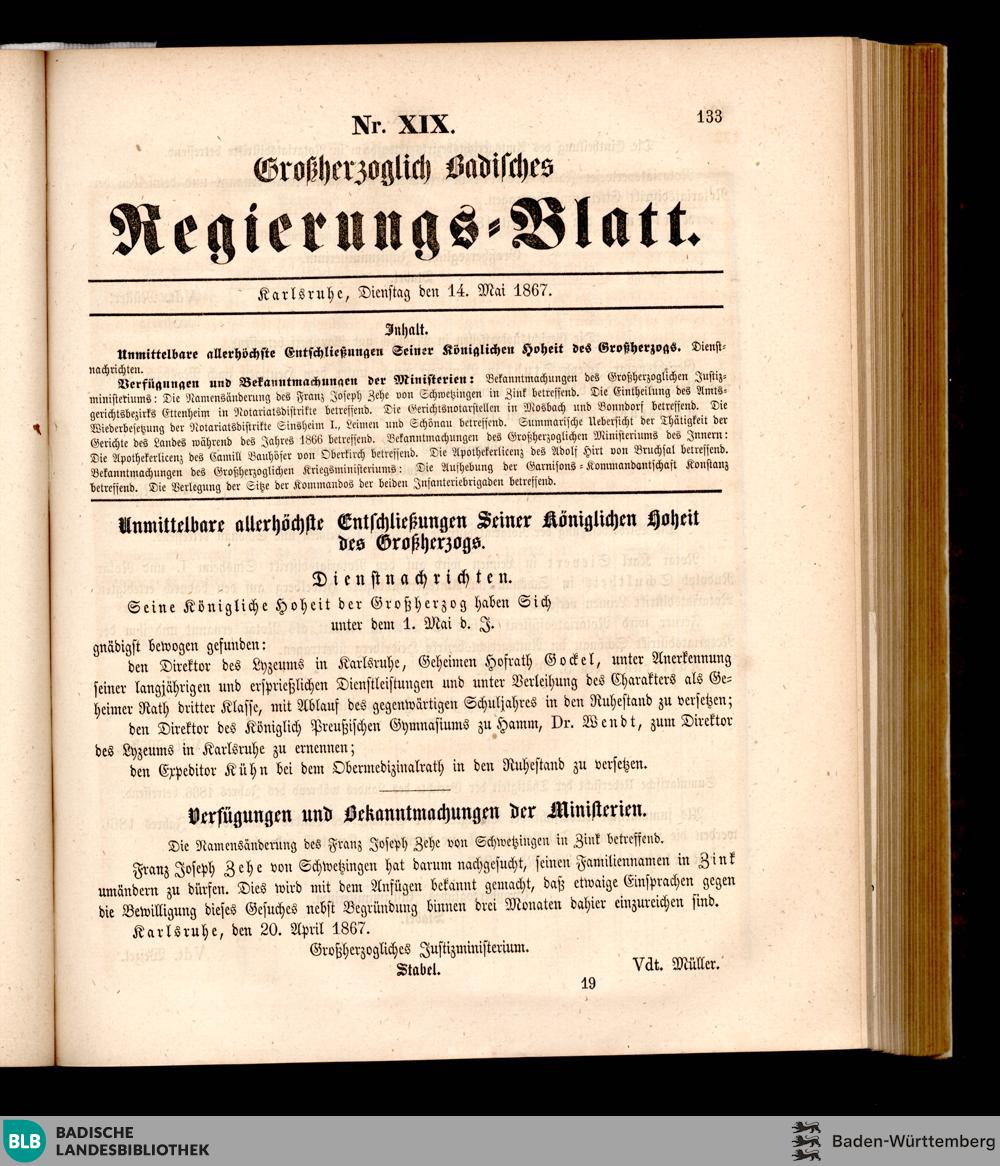 133
Nr. XIX.
Großherzoglich Badisches
Regierungs-Blatt.
Karlsruhe, Dienstag den 14. Mai 1867.
Inhalt.
Unmittelbare allerhöchste Entschließungen Seiner Königlichen Hoheit des Großherzogs. Dienst-
nachrichten.
Verfügungen und Bekanntmachungen der Ministerien: Bekanntmachungen des Großherzoglichen Justiz-
ministeriums: Die Namensänderung des Franz Joseph Zehe von Schwetzingen in Zink betreffend. Die Eintheilung des Amts-
gerichtsbezirks Ettenheim in Notariatsdistrikte betreffend. Die Gerichtsnotarstellen in Mosbach und Bonndorf betreffend. Die
Wiederbesetzung der Notariatsdistrikte Sinsheim I., Leimen und Schönau betreffend. Summarische Uebersicht der Thätigkeit der
Gerichte des Landes während des Jahres 1866 betreffend. Bekanntmachungen des Großherzoglichen Ministeriums des Innern:
Die Apothekerlicenz des Camill Bauhöfer von Oberkirch betreffend. Die Apothekerlicenz des Adolf Hirt von Bruchsal betreffend.
Bekanntmachungen des Großherzoglichen Kriegsministeriums: Die Aufhebung der Garnisons-Kommandantschaft Konstanz
betreffend. Die Verlegung der Sitze der Kommandos der beiden Infanteriebrigaden betreffend.
Unmittelbare allerhöchste Entschließungen Seiner Königlichen Hoheit
des Großherzogs.
Dienstnachrichten.
Seine Königliche Hoheit der Großherzog haben Sich
unter dem 1. Mai d. J.
gnädigst bewogen gefunden:
den Direktor des Lyzeums in Karlsruhe, Geheimen Hofrath Gockel, unter Anerkennung
seiner langjährigen und ersprießlichen Dienstleistungen und unter Verleihung des Charakters als Ge-
heimer Rath dritter Klasse, mit Ablauf des gegenwärtigen Schuljahres in den Ruhestand zu versetzen;
den Direktor des Königlich Preußischen Gymnasiums zu Hamm, Dr. Wendt, zum Direktor
des Lyzeums in Karlsruhe zu ernennen;
den Expeditor Kühn bei dem Obermedizinalrath in den Ruhestand zu versetzen.
Verfügungen und Bekanntmachungen der Ministerien.
Die Namensänderung des Franz Joseph Zehe von Schwetzingen in Zink betreffend.
Franz Joseph Zehe von Schwetzingen hat darum nachgesucht, seinen Familiennamen in Zink
umändern zu dürfen. Dies wird mit dem Anfügen bekannt gemacht, daß etwaige Einsprachen gegen
die Bewilligung dieses Gesuches nebst Begründung binnen drei Monaten dahier einzureichen sind.
Karlsruhe, den 20. April 1867.
Großherzogliches Justizministerium.
Stabel.
Vdt. Müller.
19
BLB BADISCHE
LANDESBIBLIOTHEK
Baden-Württemberg